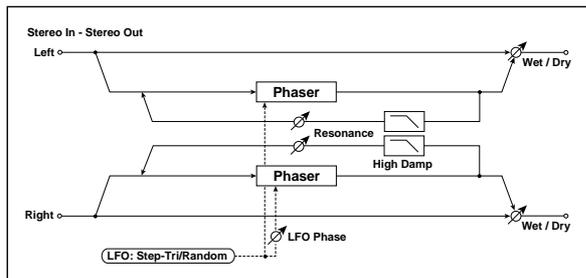 Stereo In - Stereo Out
Left
Wet / Dry
Phaser
Resonance
High Damp
Phaser
Right
Wet / Dry
LFO Phase
LFO: Step-Tri/Random